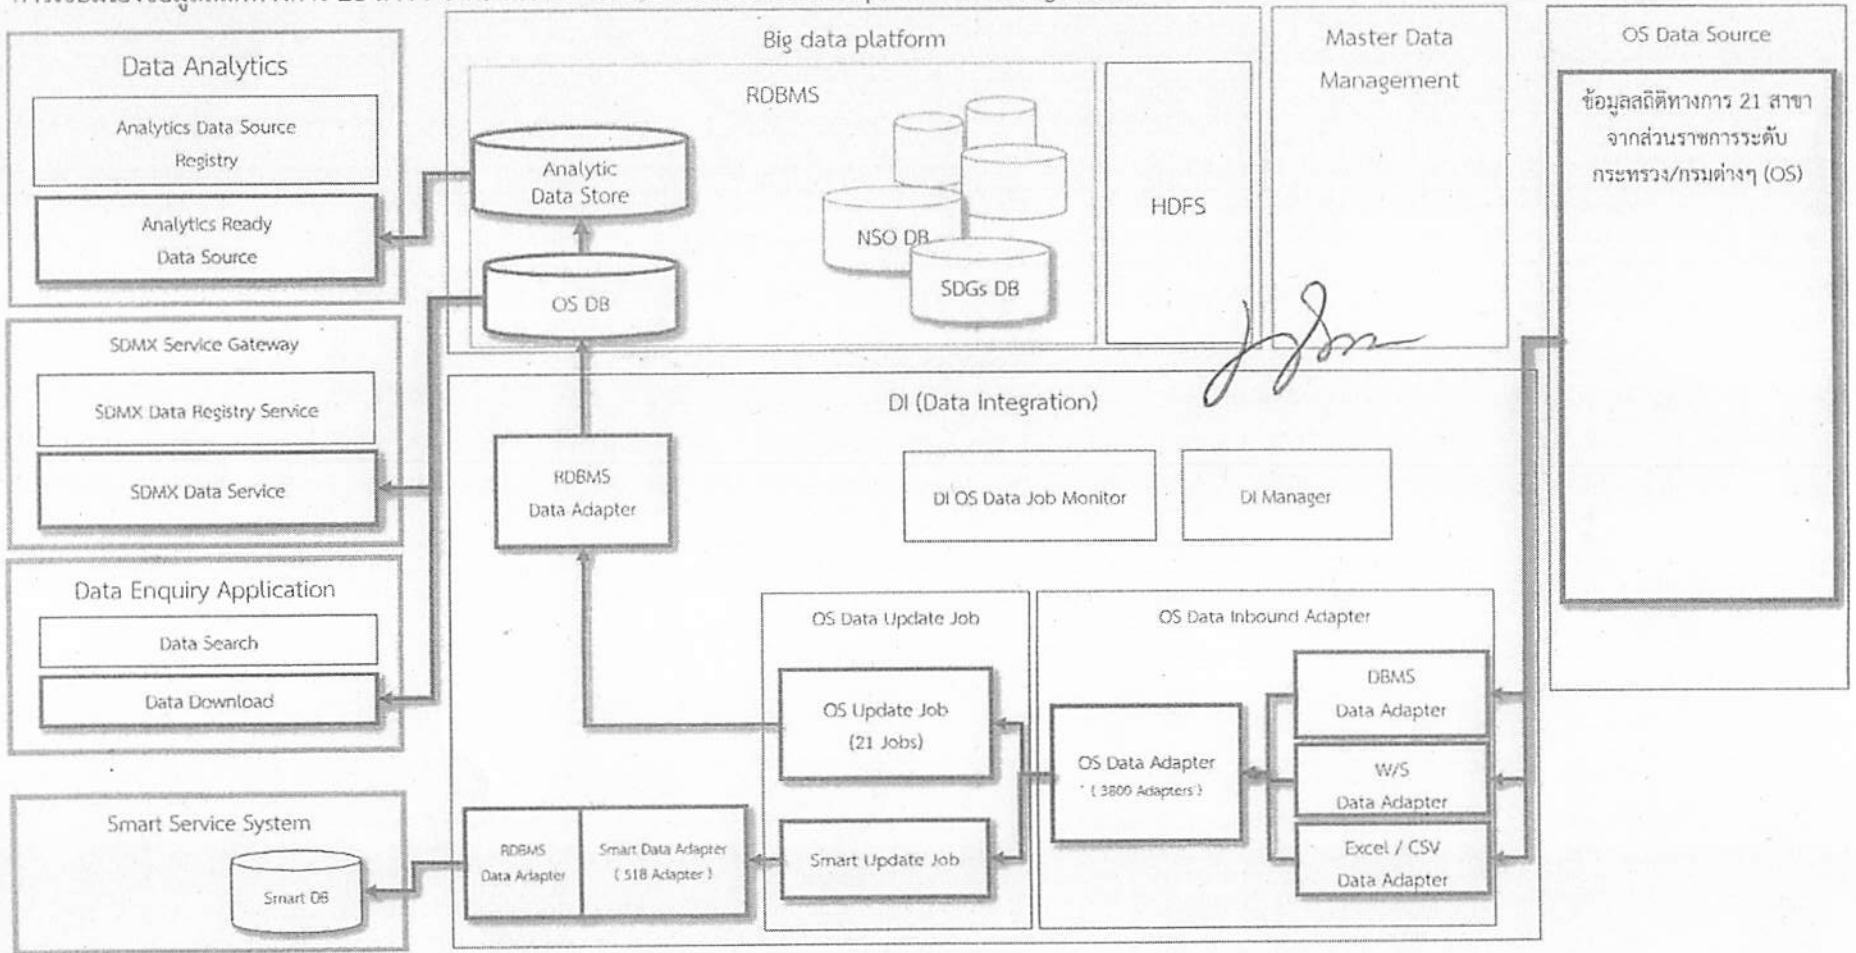 Data Analytics
Analytics Data Source
Registry
Analytics Ready
Data Source
SDMX Service Gateway
SDMX Data Registry Service
SDMX Data Service
Data Enquiry Application
Data Search
Data Download
Smart Service System
Smart DB
Big data platform
RDBMS
Analytic
Data Store
OS DB
NSO DB
SDGs DB
HDFS
Master Data
Management
OS Data Source
ข้อมูลสถิติทางการ 21 สาขา
จากส่วนราชการระดับ
กระทรวง/กรมต่างๆ (OS)
DI (Data Integration)
RDBMS
Data Adapter
DI OS Data Job Monitor
DI Manager
OS Data Update Job
OS Update Job
(21 Jobs)
Smart Update Job
OS Data Inbound Adapter
OS Data Adapter
( 3800 Adapters )
DBMS
Data Adapter
W/S
Data Adapter
Excel / CSV
Data Adapter
RDBMS
Data Adapter
Smart Data Adapter
( 518 Adapter )